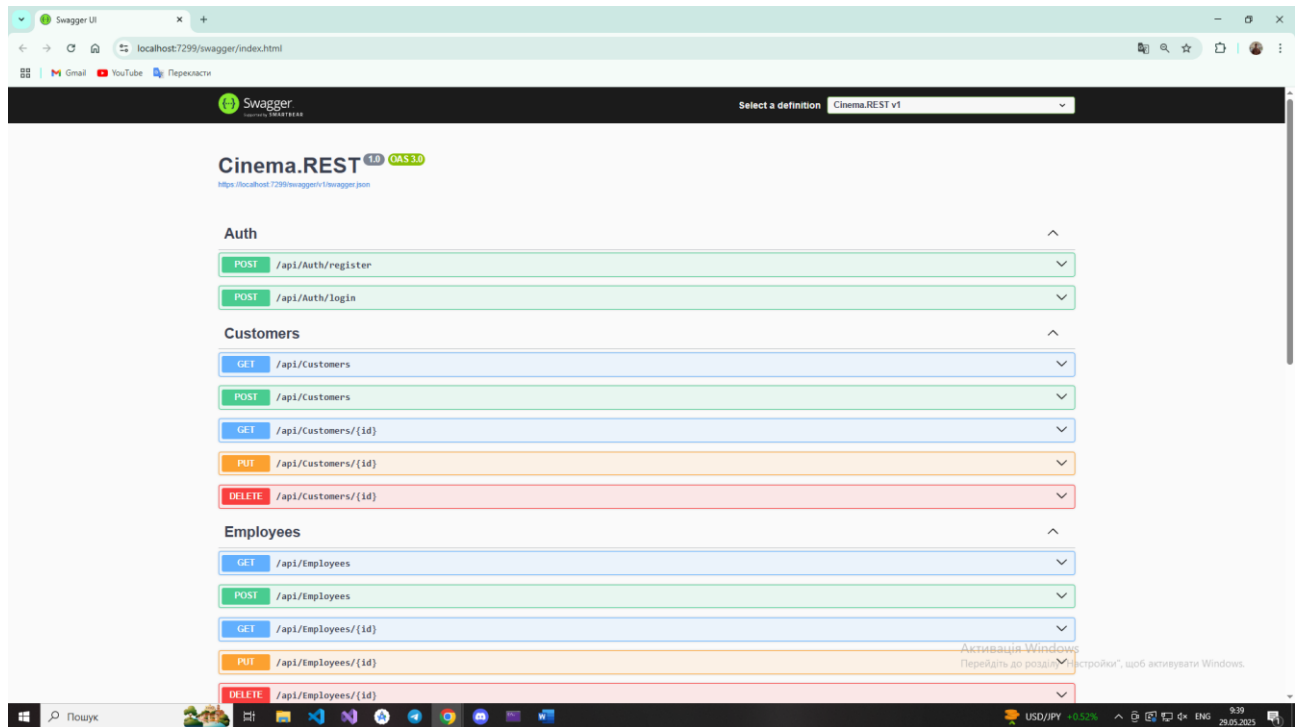 Swagger UI
localhost:7299/swagger/index.html
Gmail YouTube Перекласти
Swagger
Supported by SMARTBEAR
Select a definition Cinema.REST v1
Cinema.REST 1.0 OAS 3.0
https://localhost:7299/swagger/v1/swagger.json
Auth
POST /api/Auth/register
POST /api/Auth/login
Customers
GET /api/Customers
POST /api/Customers
GET /api/Customers/{id}
PUT /api/Customers/{id}
DELETE /api/Customers/{id}
Employees
GET /api/Employees
POST /api/Employees
GET /api/Employees/{id}
PUT /api/Employees/{id}
DELETE /api/Employees/{id}
Активація Windows
Перейдіть до розділу "Настройки", щоб активувати Windows.
Пошук
USD/JPY +0.52%
ENG
9:39
29.05.2025